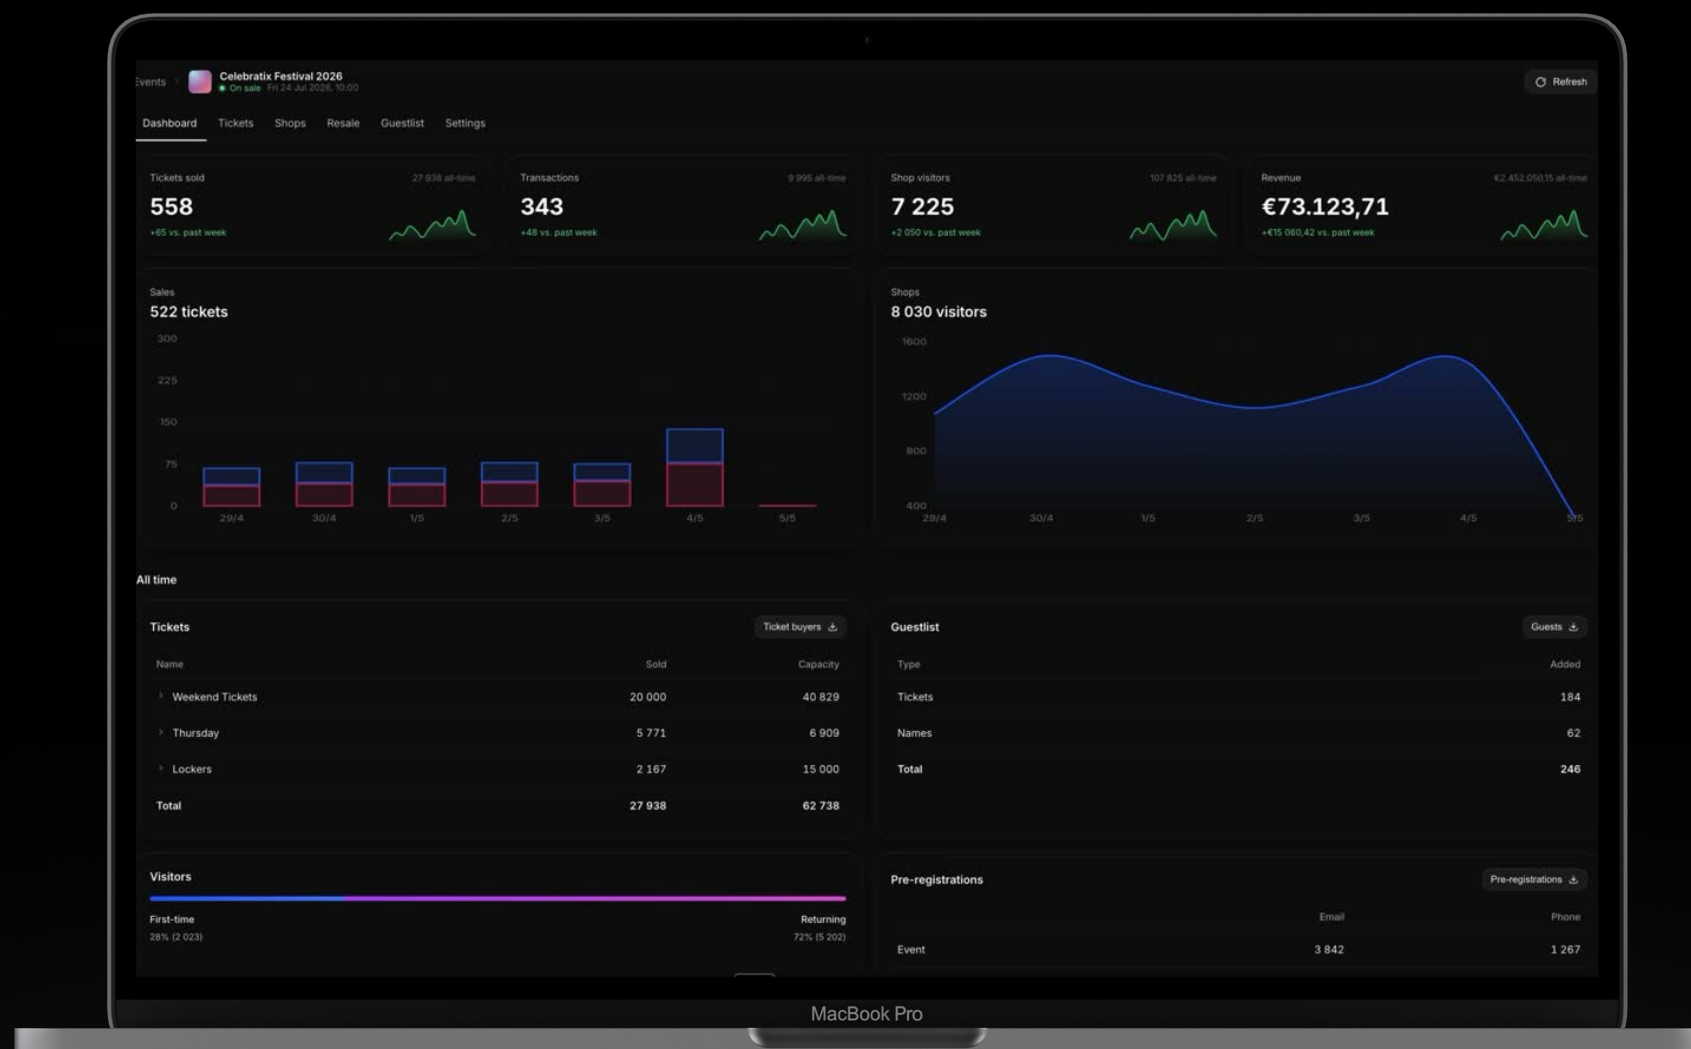 Events
Celebratix Festival 2026
On sale Fri 24 Jul 2026, 10:00
Refresh
Dashboard Tickets Shops Resale Guestlist Settings
Tickets sold 27 938 all-time
558
+65 vs. past week
Transactions 9 995 all-time
343
+48 vs. past week
Shop visitors 107 825 all-time
7 225
+2 050 vs. past week
Revenue €2.452.050,15 all-time
€73.123,71
+€15 080,42 vs. past week
Sales
522 tickets
300
225
150
75
0
29/4 30/4 1/5 2/5 3/5 4/5 5/5
Shops
8 030 visitors
1600
1200
800
400
29/4 30/4 1/5 2/5 3/5 4/5 5/5
All time
Tickets Ticket buyers
Name Sold Capacity
Weekend Tickets 20 000 40 829
Thursday 5 771 6 909
Lockers 2 167 15 000
Total 27 938 62 738
Guestlist Guests
Type Added
Tickets 184
Names 62
Total 246
Visitors
First-time Returning
28% (2 023) 72% (5 202)
Pre-registrations Pre-registrations
Email Phone
Event 3 842 1 267
MacBook Pro